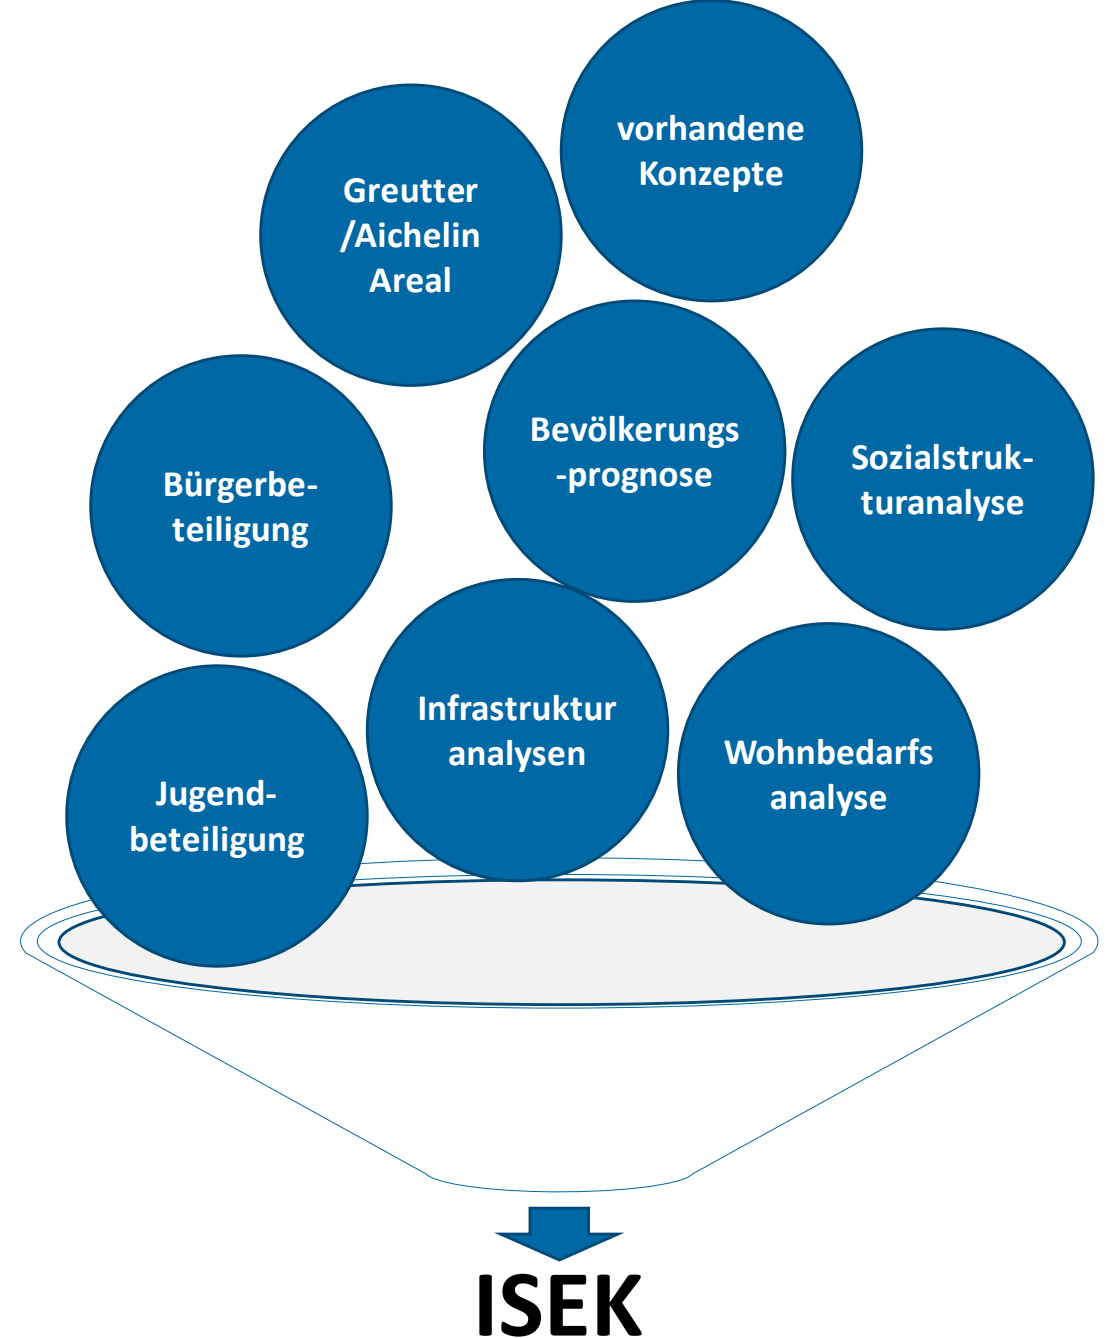 vorhandene
Konzepte
Greutter
/Aichelin
Areal
Bevölkerungs
-prognose
Sozialstruk-
turanalyse
Bürgerbe-
teiligung
Infrastruktur
analysen
Wohnbedarfs
analyse
Jugend-
beteiligung
ISEK